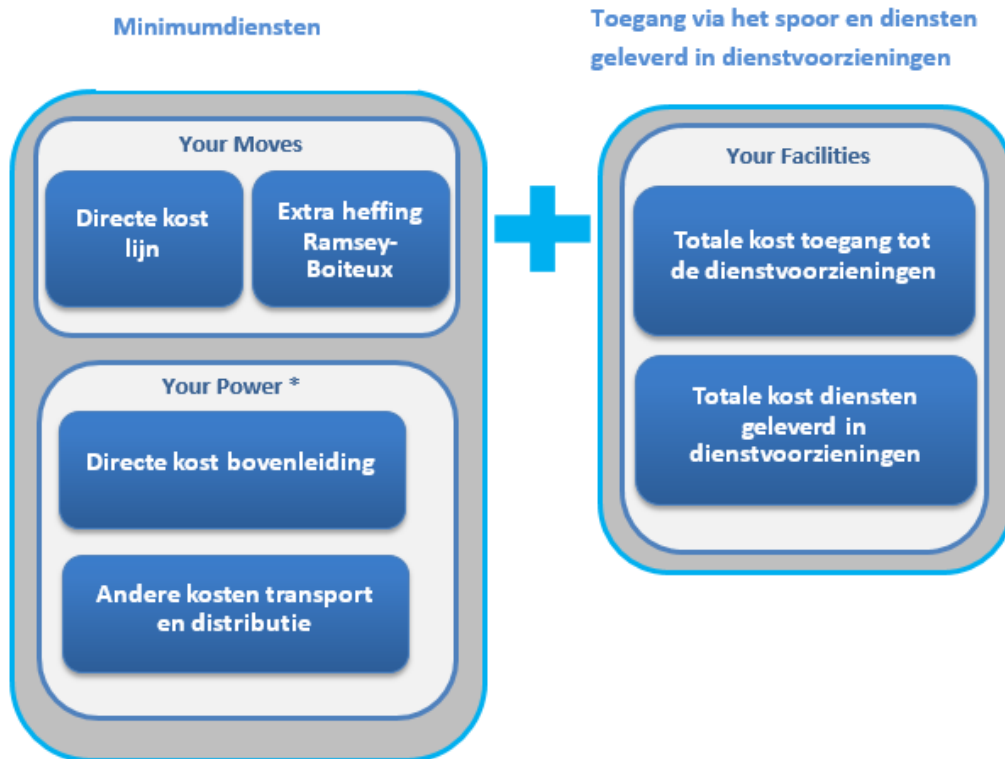 Minimumdiensten
Your Moves
Directe kost
lijn
Extra heffing
Ramsey-
Boiteux
Your Power *
Directe kost bovenleiding
Andere kosten transport
en distributie
Toegang via het spoor en diensten
geleverd in dienstvoorzieningen
Your Facilities
Totale kost toegang tot
de dienstvoorzieningen
Totale kost diensten
geleverd in
dienstvoorzieningen